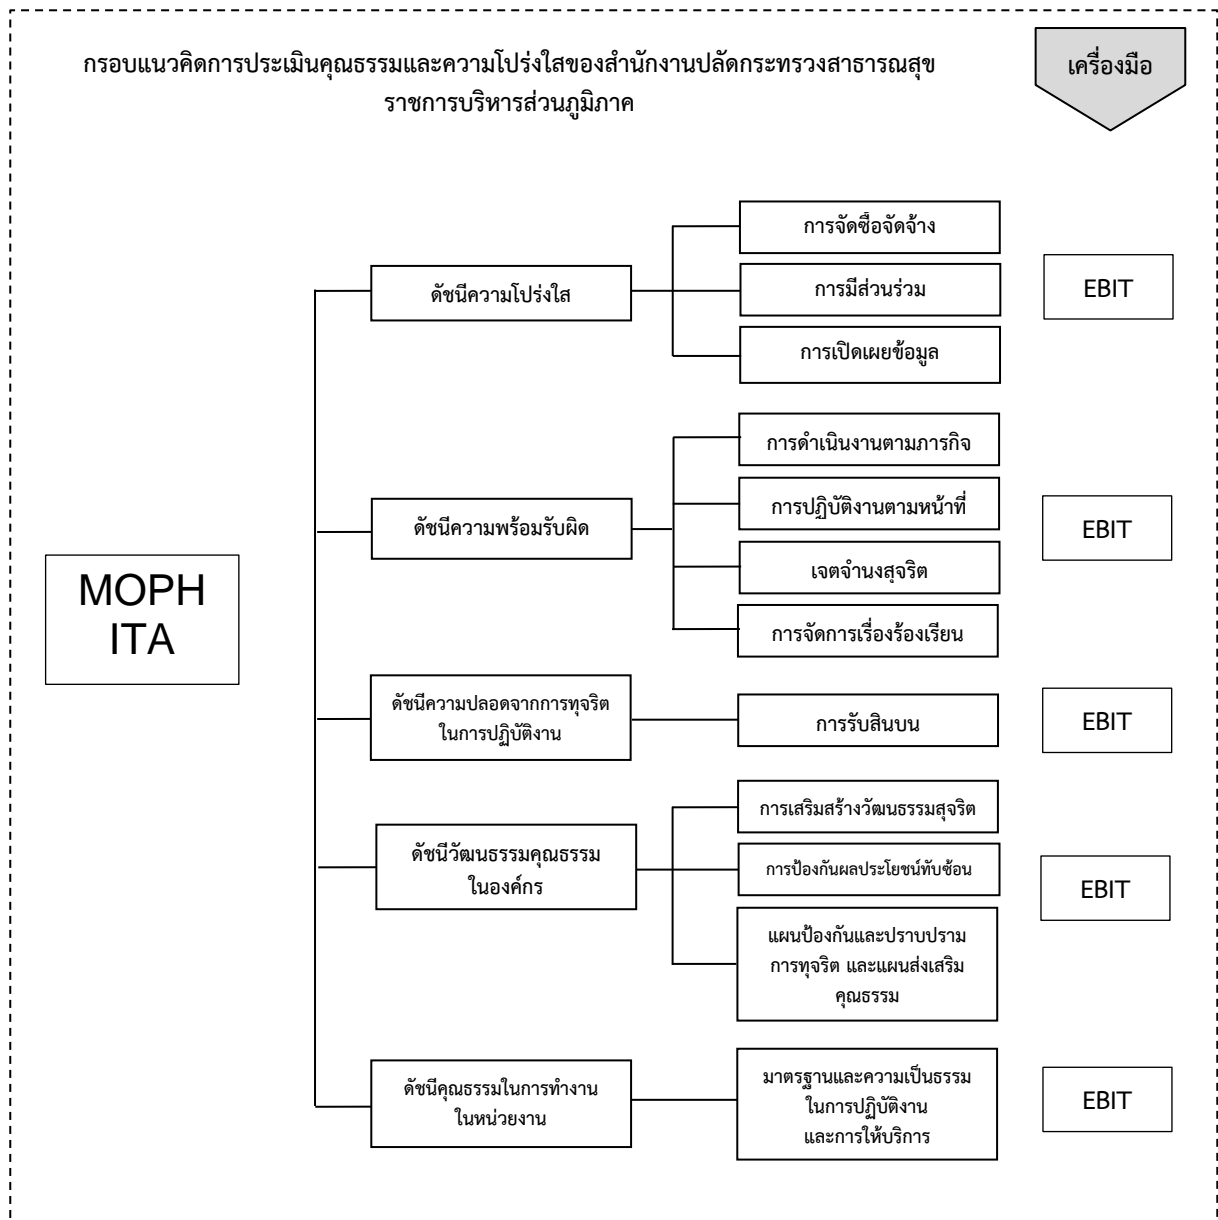 กรอบแนวคิดการประเมินคุณธรรมและความโปร่งใสของสำนักงานปลัดกระทรวงสาธารณสุข
ราชการบริหารส่วนภูมิภาค
เครื่องมือ
MOPH
ITA
ดัชนีความโปร่งใส
การจัดซื้อจัดจ้าง
การมีส่วนร่วม
การเปิดเผยข้อมูล
EBIT
ดัชนีความพร้อมรับผิด
การดำเนินงานตามภารกิจ
การปฏิบัติงานตามหน้าที่
เจตจำนงสุจริต
การจัดการเรื่องร้องเรียน
EBIT
ดัชนีความปลอดจากการทุจริต
ในการปฏิบัติงาน
การรับสินบน
EBIT
ดัชนีวัฒนธรรมคุณธรรม
ในองค์กร
การเสริมสร้างวัฒนธรรมสุจริต
การป้องกันผลประโยชน์ทับซ้อน
แผนป้องกันและปราบปราม
การทุจริต และแผนส่งเสริม
คุณธรรม
EBIT
ดัชนีคุณธรรมในการทำงาน
ในหน่วยงาน
มาตรฐานและความเป็นธรรม
ในการปฏิบัติงาน
และการให้บริการ
EBIT